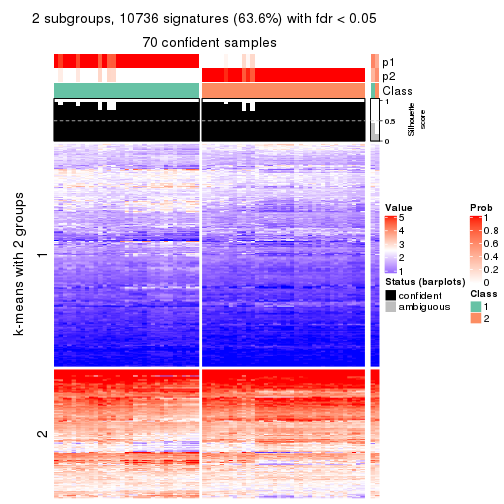 2 subgroups, 10736 signatures (63.6%) with fdr < 0.05
70 confident samples
p1
p2
Class
1
0.5
0
Silhouette
score
k-means with 2 groups
1
2
Value
5
4
3
2
1
Status (barplots)
confident
ambiguous
Prob
1
0.8
0.6
0.4
0.2
0
Class
1
2